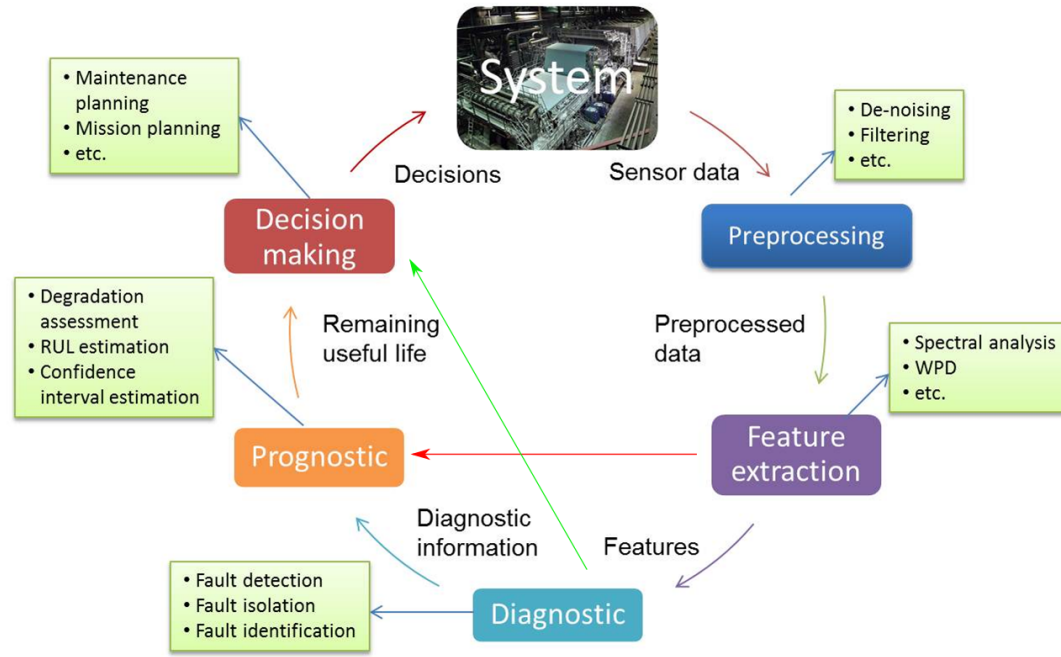 System
• Maintenance
planning
• Mission planning
• etc.
• De-noising
• Filtering
• etc.
Decisions
Sensor data
Decision
making
Preprocessing
• Degradation
assessment
• RUL estimation
• Confidence
interval estimation
Remaining
useful life
Preprocessed
data
• Spectral analysis
• WPD
• etc.
Prognostic
Feature
extraction
Diagnostic
information
Features
• Fault detection
• Fault isolation
• Fault identification
Diagnostic